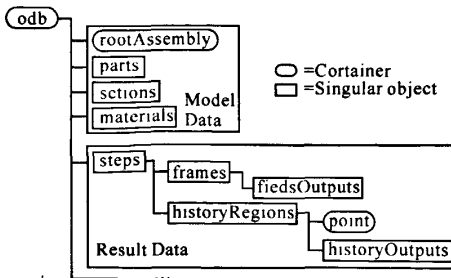 odb
rootAssembly
parts
sctions
materials
Model
Data
=Cortainer
=Singular object
steps
frames
fiedsOutputs
historyRegions
point
historyOutputs
Result Data